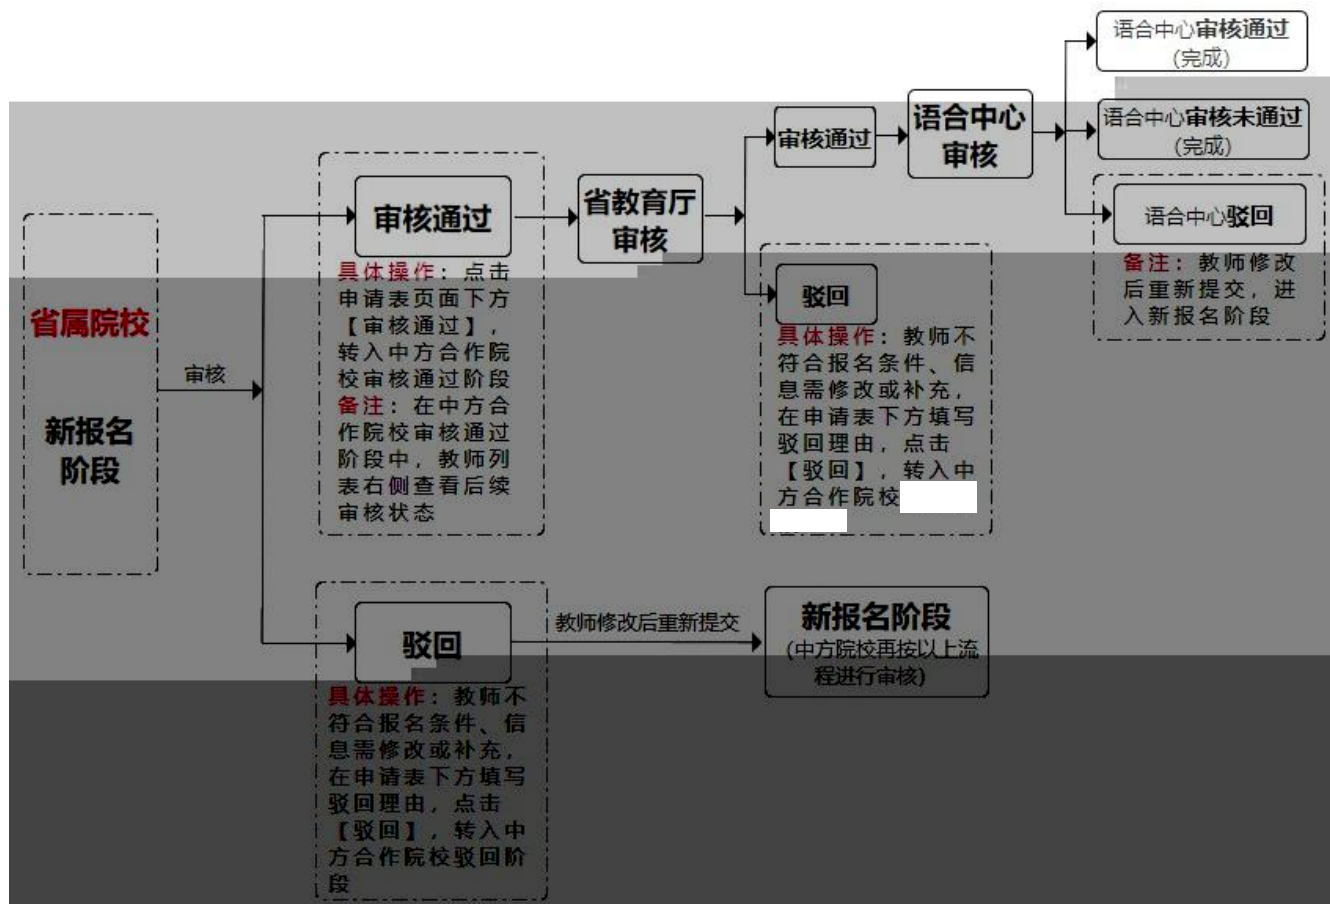 省属院校
新报名
阶段
审核
审核通过
具体操作：点击
申请表页面下方
【审核通过】，
转入中方合作院
校审核通过阶段
备注：在中方合
作院校审核通过
阶段中，教师列
表右侧查看后续
审核状态
省教育厅
审核
审核通过
语合中心
审核
语合中心审核通过
(完成)
语合中心审核未通过
(完成)
语合中心驳回
备注：教师修改
后重新提交，进
入新报名阶段
驳回
具体操作：教师不
符合报名条件、信
息需修改或补充，
在申请表下方填写
驳回理由，点击
【驳回】，转入中
方合作院校
驳回
具体操作：教师不
符合报名条件、信
息需修改或补充，
在申请表下方填写
驳回理由，点击
【驳回】，转入中
方合作院校驳回阶
段
教师修改后重新提交
新报名阶段
(中方院校再按以上流
程进行审核)